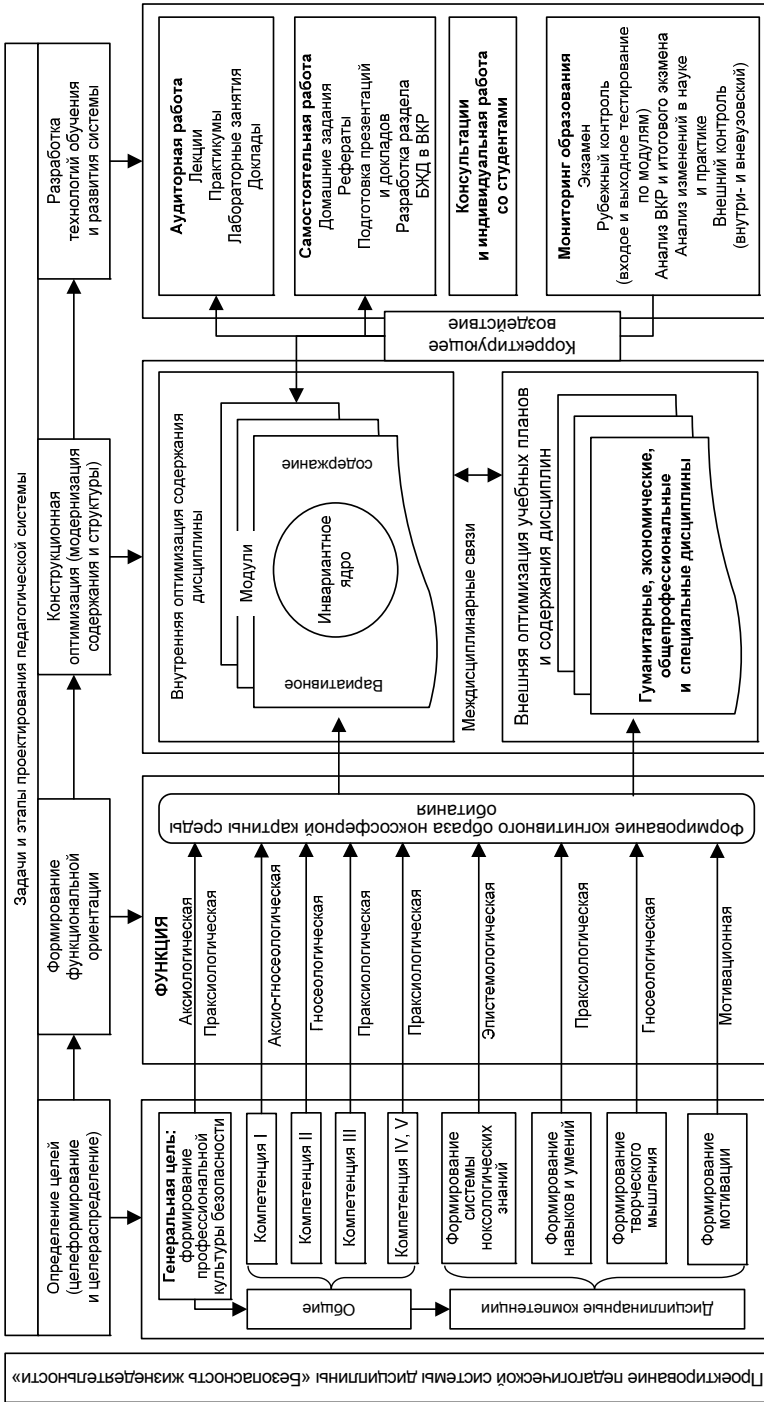 Проектирование педагогической системы дисциплины «Безопасность жизнедеятельности»
Задачи и этапы проектирования педагогической системы
Определение целей
(целеформирование
и целераспределение)
Формирование
функциональной
ориентации
Конструкционная
оптимизация (модернизация
содержания и структуры)
Разработка
технологий обучения
и развития системы
Генеральная цель:
формирование
профессиональной
культуры безопасности
Общие
Компетенция I
Компетенция II
Компетенция III
Компетенция IV, V
Дисциплинарные компетенции
Формирование
системы
ноксологических
знаний
Формирование
навыков и умений
Формирование
творческого
мышления
Формирование
мотивации
ФУНКЦИЯ
Аксиологическая
Праксиологическая
Аксио-гносеологическая
Гносеологическая
Праксиологическая
Праксиологическая
Эпистемологическая
Праксиологическая
Гносеологическая
Мотивационная
Формирование когнитивного образа ноксосферной картины среды
обитания
Внутренняя оптимизация содержания
дисциплины
Модули
Вариативное
содержание
Инвариантное
ядро
Междисциплинарные связи
Внешняя оптимизация учебных планов
и содержания дисциплин
Гуманитарные, экономические,
общепрофессиональные
и специальные дисциплины
Корректирующее
воздействие
Аудиторная работа
Лекции
Практикумы
Лабораторные занятия
Доклады
Самостоятельная работа
Домашние задания
Рефераты
Подготовка презентаций
и докладов
Разработка раздела
БЖД в ВКР
Консультации
и индивидуальная работа
со студентами
Мониторинг образования
Экзамен
Рубежный контроль
(входое и выходное тестирование
по модулям)
Анализ ВКР и итогового экзмена
Анализ изменений в науке
и практике
Внешний контроль
(внутри- и вневузовский)